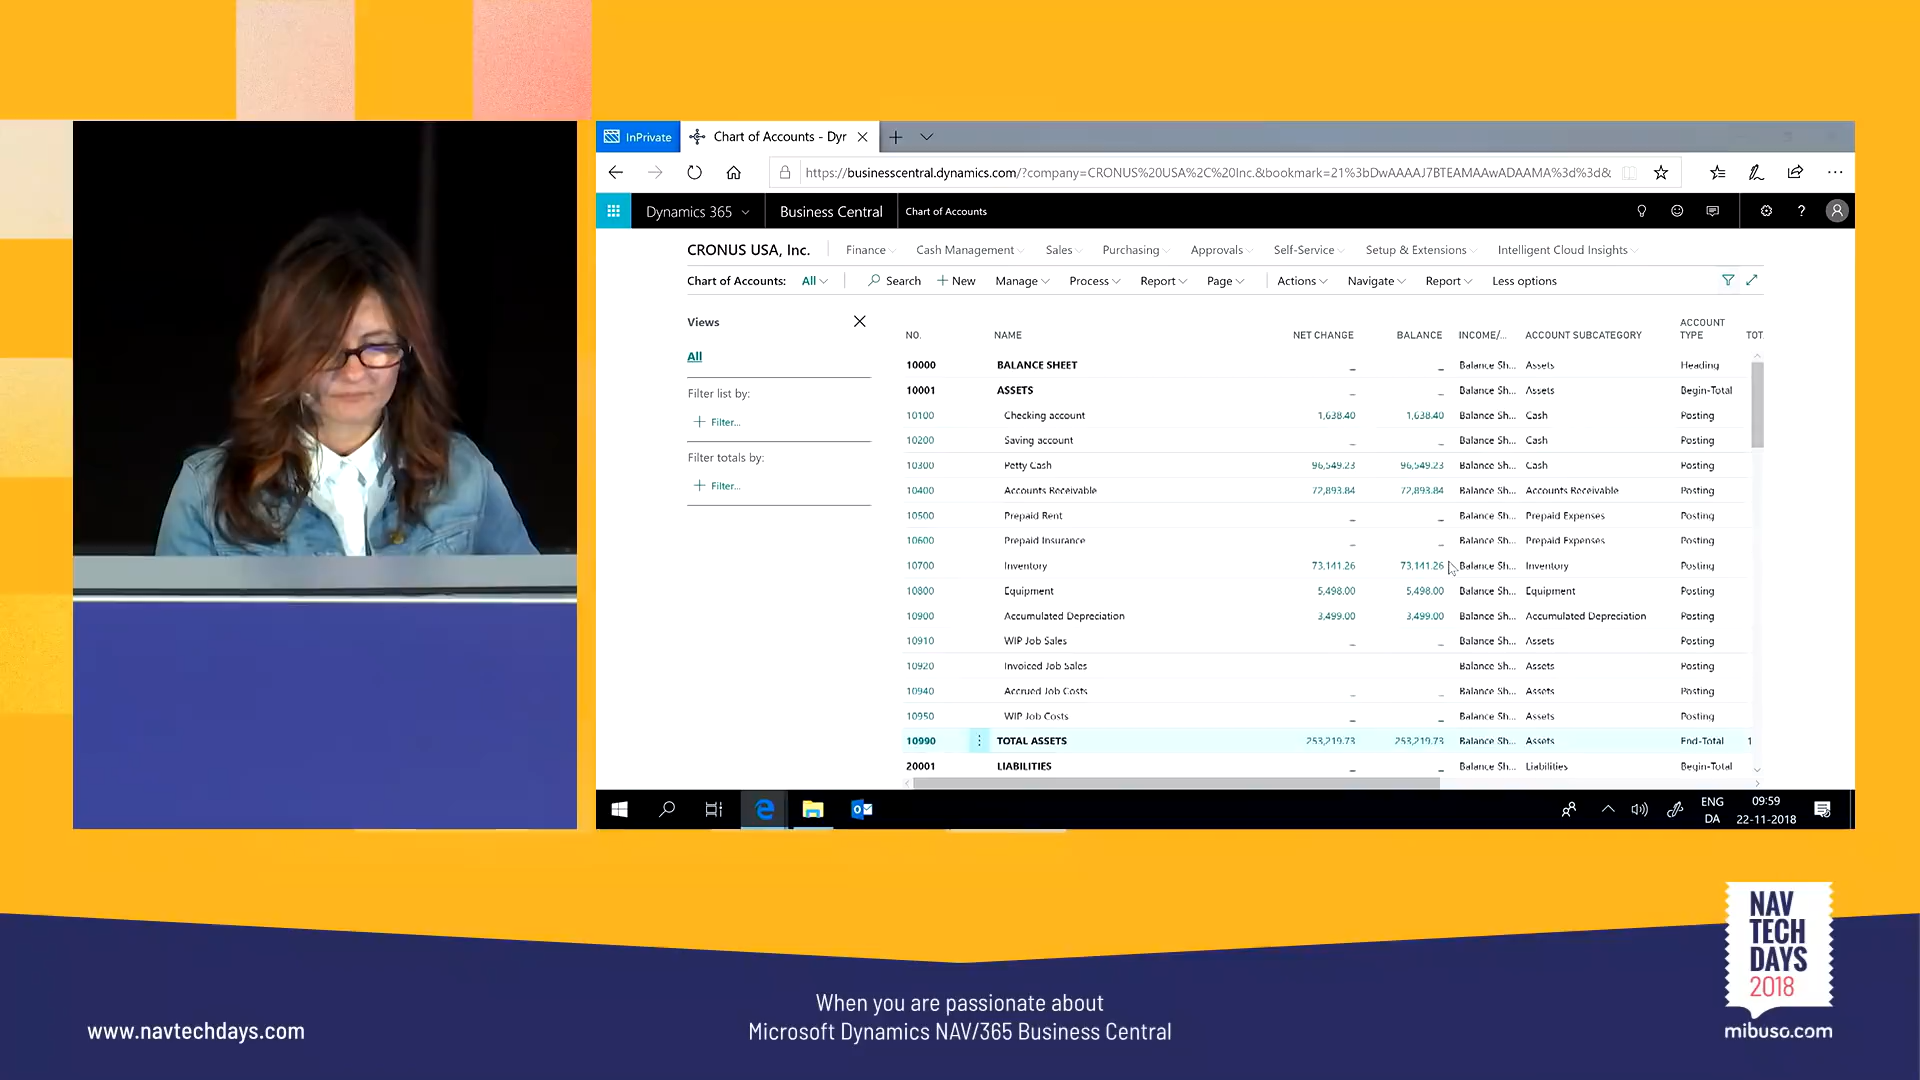 InPrivate
Chart of Accounts - Dyr
https://businesscentral.dynamics.com/?company=CRONUS%20USA%2C%20Inc.&bookmark=21%3bDwAAAAJ7BTEAMAAwADAAMA%3d%3d&
Dynamics 365
Business Central
Chart of Accounts
CRONUS USA, Inc.
Finance
Cash Management
Sales
Purchasing
Approvals
Self-Service
Setup & Extensions
Intelligent Cloud Insights
Chart of Accounts: All
Search
+ New
Manage
Process
Report
Page
Actions
Navigate
Report
Less options
Views
All
Filter list by:
+ Filter...
Filter totals by:
+ Filter...
NO. NAME NET CHANGE BALANCE INCOME/... ACCOUNT SUBCATEGORY ACCOUNT TYPE TOT
10000 BALANCE SHEET _ _ Balance Sh... Assets Heading
10001 ASSETS _ _ Balance Sh... Assets Begin-Total
10100 Checking account 1,638.40 1,638.40 Balance Sh... Cash Posting
10200 Saving account _ _ Balance Sh... Cash Posting
10300 Petty Cash 96,549.23 96,549.23 Balance Sh... Cash Posting
10400 Accounts Receivable 72,893.84 72,893.84 Balance Sh... Accounts Receivable Posting
10500 Prepaid Rent _ _ Balance Sh... Prepaid Expenses Posting
10600 Prepaid Insurance _ _ Balance Sh... Prepaid Expenses Posting
10700 Inventory 73,141.26 73,141.26 Balance Sh... Inventory Posting
10800 Equipment 5,498.00 5,498.00 Balance Sh... Equipment Posting
10900 Accumulated Depreciation 3,499.00 3,499.00 Balance Sh... Accumulated Depreciation Posting
10910 WIP Job Sales _ _ Balance Sh... Assets Posting
10920 Invoiced Job Sales Balance Sh... Assets Posting
10940 Accrued Job Costs _ _ Balance Sh... Assets Posting
10950 WIP Job Costs _ _ Balance Sh... Assets Posting
10990 TOTAL ASSETS 253,219.73 253,219.73 Balance Sh... Assets End-Total 1
20001 LIABILITIES _ _ Balance Sh... Liabilities Begin-Total
ENG
DA
09:59
22-11-2018
NAV
TECH
DAYS
2018
mibuso.com
When you are passionate about
Microsoft Dynamics NAV/365 Business Central
www.navtechdays.com